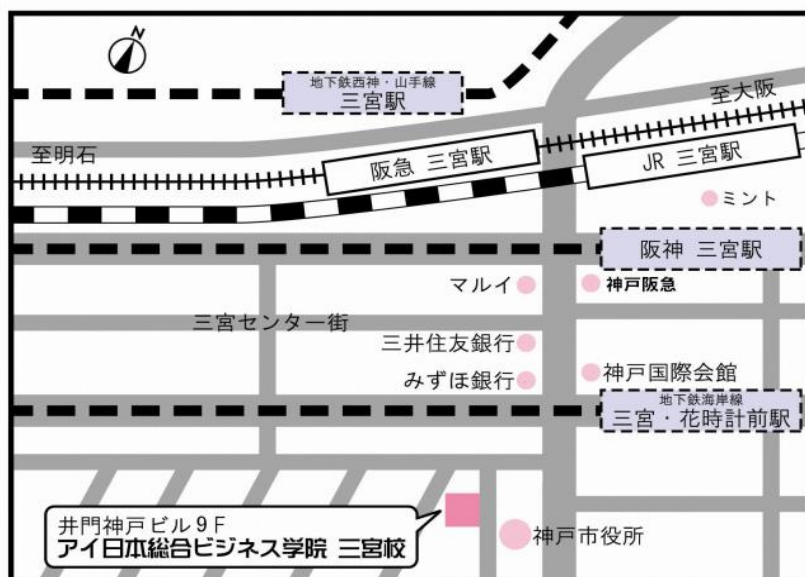 N
地下鉄西神・山手線
三宮駅
至大阪
至明石
阪急 三宮駅
JR 三宮駅
ミント
阪神 三宮駅
マルイ
神戸阪急
三宮センター街
三井住友銀行
みずほ銀行
神戸国際会館
地下鉄海岸線
三宮・花時計前駅
井門神戸ビル9F
アイ日本総合ビジネス学院 三宮校
神戸市役所